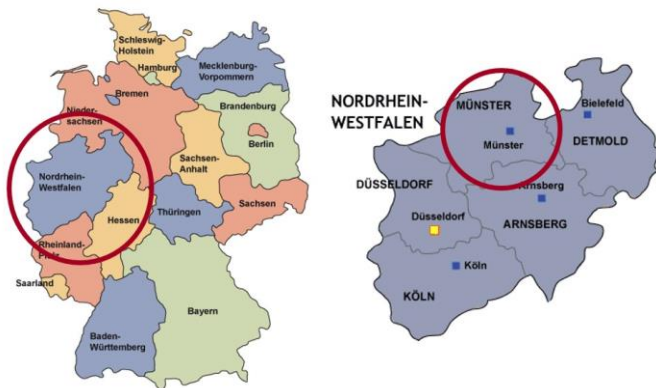 Schleswig-
Holstein
Hamburg
Mecklenburg-
Vorpommern
Bremen
Nieder-
sachsen
Brandenburg
Berlin
Sachsen-
Anhalt
Nordrhein-
Westfalen
Hessen
Thüringen
Sachsen
Rheinland-
Pfalz
Saarland
Bayern
Baden-
Württemberg
NORDRHEIN-
WESTFALEN
MÜNSTER
Münster
Bielefeld
DETMOLD
DÜSSELDORF
Düsseldorf
Arnsberg
ARNSBERG
Köln
KÖLN